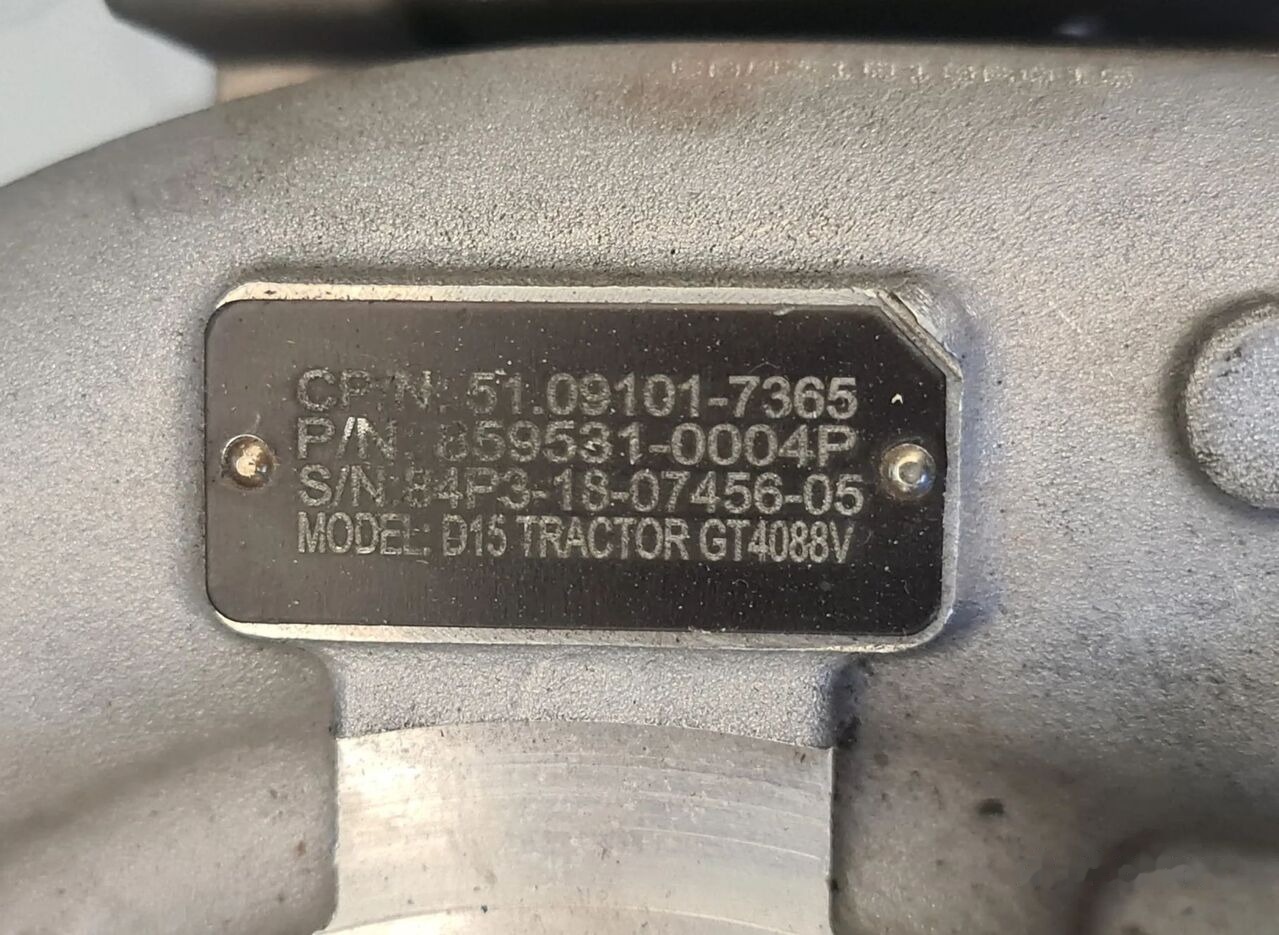 CP/N: 51.09101-7365
P/N: 859531-0004P
S/N:84P3-18-07456-05
MODEL: D15 TRACTOR GT4088V